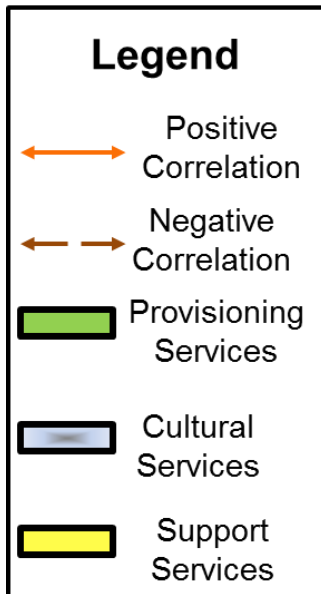 Legend
Positive
Correlation
Negative
Correlation
Provisioning
Services
Cultural
Services
Support
Services